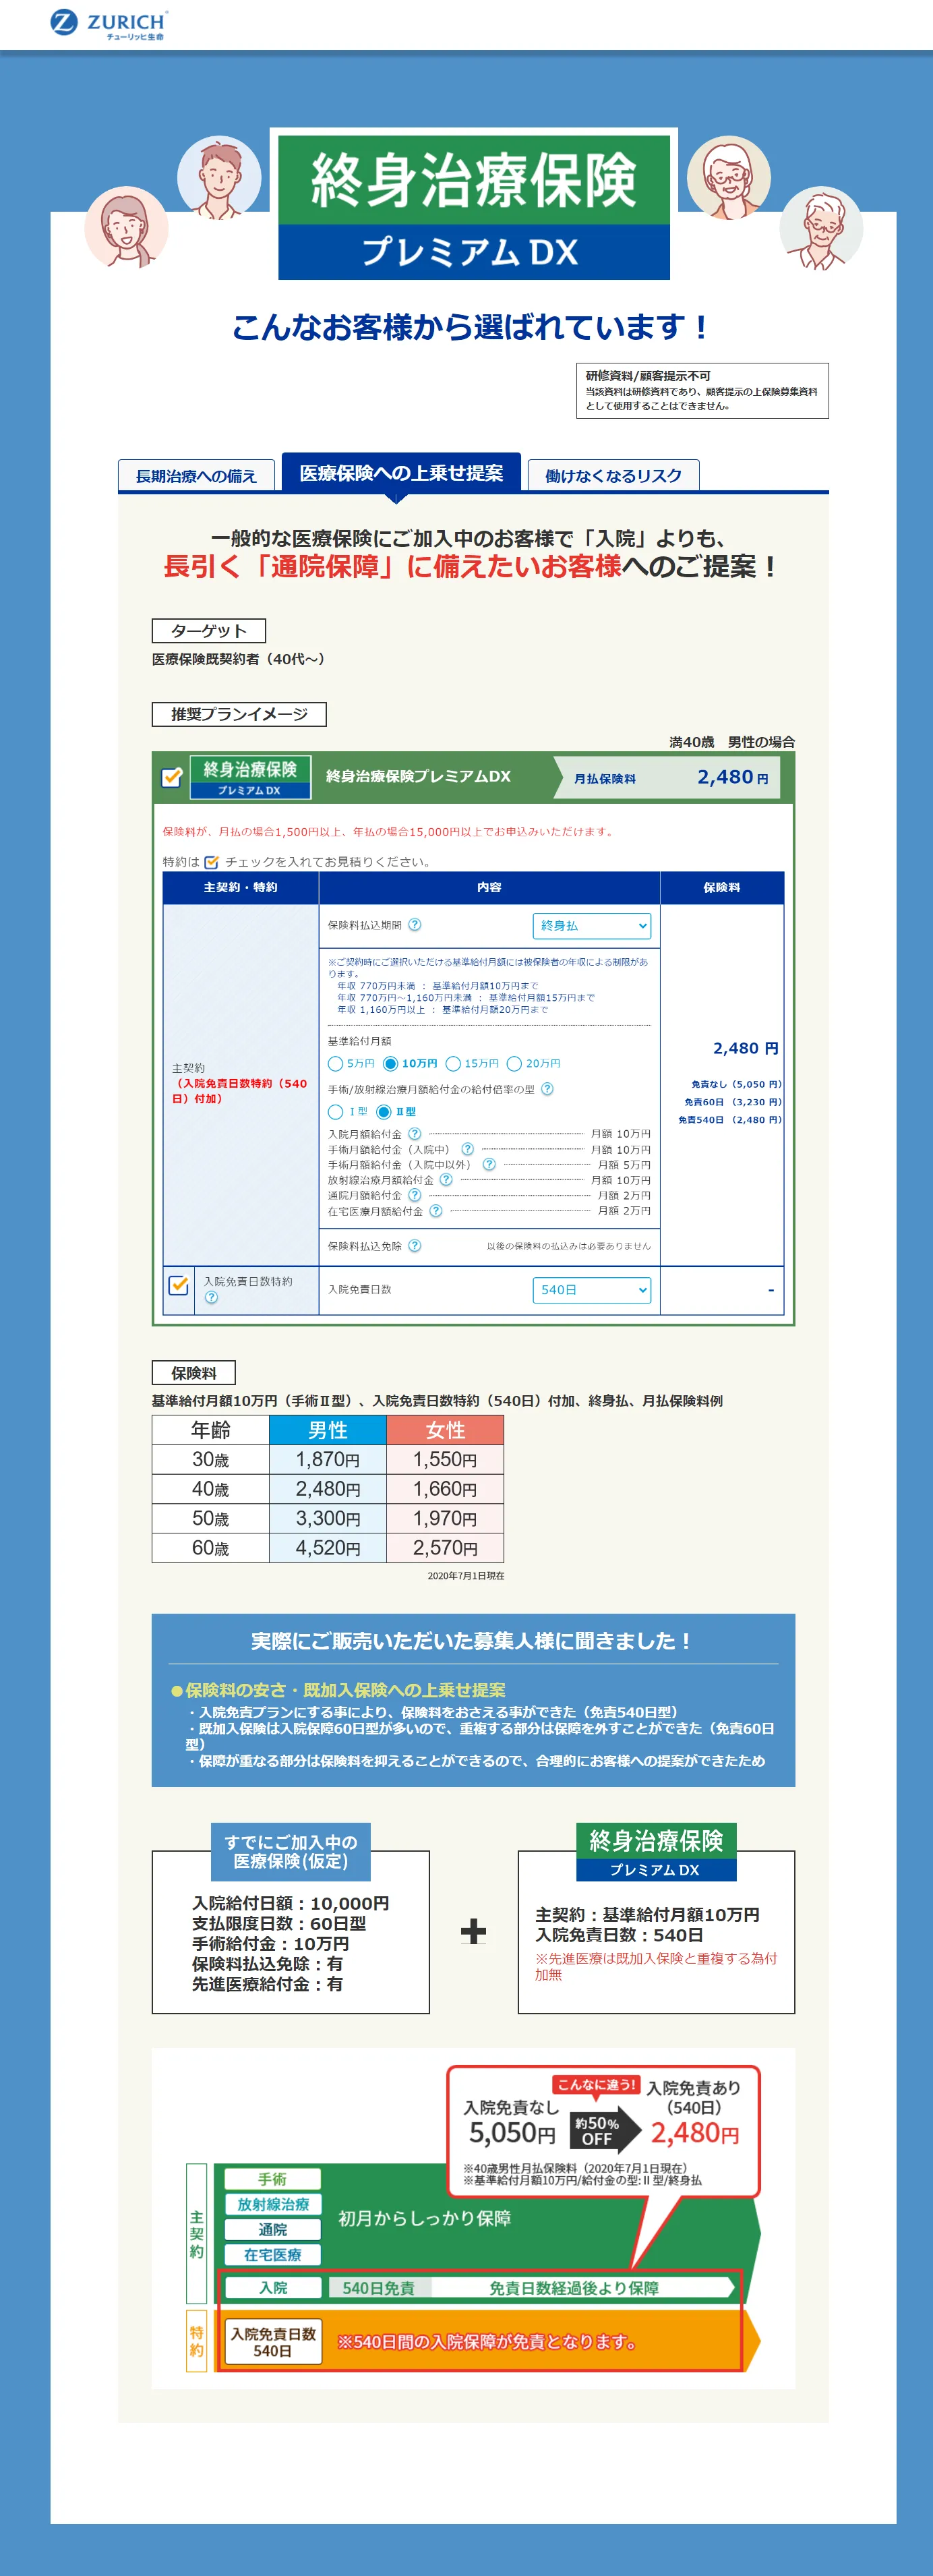 ZURICH
チューリッヒ生命
終身治療保険
プレミアム DX
こんなお客様から選ばれています！
研修資料/顧客提示不可
当該資料は研修資料であり、顧客提示の上保険募集資料
として使用することはできません。
長期治療への備え
医療保険への上乗せ提案
働けなくなるリスク
一般的な医療保険にご加入中のお客様で「入院」よりも、
長引く「通院保障」に備えたいお客様へのご提案！
ターゲット
医療保険既契約者（40代～）
推奨プランイメージ
満40歳　男性の場合
終身治療保険
プレミアム DX
終身治療保険プレミアムDX
月払保険料
2,480 円
保険料が、月払の場合1,500円以上、年払の場合15,000円以上でお申込みいただけます。
特約は チェックを入れてお見積りください。
主契約・特約
内容
保険料
保険料払込期間 ?
終身払
※ご契約時にご選択いただける基準給付月額には被保険者の年収による制限があ
ります。
年収 770万円未満 ： 基準給付月額10万円まで
年収 770万円～1,160万円未満 ： 基準給付月額15万円まで
年収 1,160万円以上 ： 基準給付月額20万円まで
基準給付月額
5万円 10万円 15万円 20万円
手術/放射線治療月額給付金の給付倍率の型 ?
Ⅰ型 Ⅱ型
主契約
（入院免責日数特約（540
日）付加）
入院月額給付金 ? 月額 10万円
手術月額給付金（入院中） ? 月額 10万円
手術月額給付金（入院中以外） ? 月額 5万円
放射線治療月額給付金 ? 月額 10万円
通院月額給付金 ? 月額 2万円
在宅医療月額給付金 ? 月額 2万円
2,480 円
免責なし（5,050 円）
免責60日 （3,230 円）
免責540日 （2,480 円）
保険料払込免除 ? 以後の保険料の払込みは必要ありません
入院免責日数特約
?
入院免責日数
540日
-
保険料
基準給付月額10万円（手術Ⅱ型）、入院免責日数特約（540日）付加、終身払、月払保険料例
年齢 男性 女性
30歳 1,870円 1,550円
40歳 2,480円 1,660円
50歳 3,300円 1,970円
60歳 4,520円 2,570円
2020年7月1日現在
実際にご販売いただいた募集人様に聞きました！
●保険料の安さ・既加入保険への上乗せ提案
・入院免責プランにする事により、保険料をおさえる事ができた（免責540日型）
・既加入保険は入院保障60日型が多いので、重複する部分は保障を外すことができた（免責60日
型）
・保障が重なる部分は保険料を抑えることができるので、合理的にお客様への提案ができたため
すでにご加入中の
医療保険(仮定)
入院給付日額：10,000円
支払限度日数：60日型
手術給付金：10万円
保険料払込免除：有
先進医療給付金：有
+
終身治療保険
プレミアム DX
主契約：基準給付月額10万円
入院免責日数：540日
※先進医療は既加入保険と重複する為付
加無
こんなに違う!
入院免責なし
5,050円
約50%
OFF
入院免責あり
（540日）
2,480円
※40歳男性月払保険料（2020年7月1日現在）
※基準給付月額10万円/給付金の型:Ⅱ型/終身払
主契約
手術
放射線治療
通院
在宅医療
初月からしっかり保障
入院
540日免責
免責日数経過後より保障
特約
入院免責日数
540日
※540日間の入院保障が免責となります。